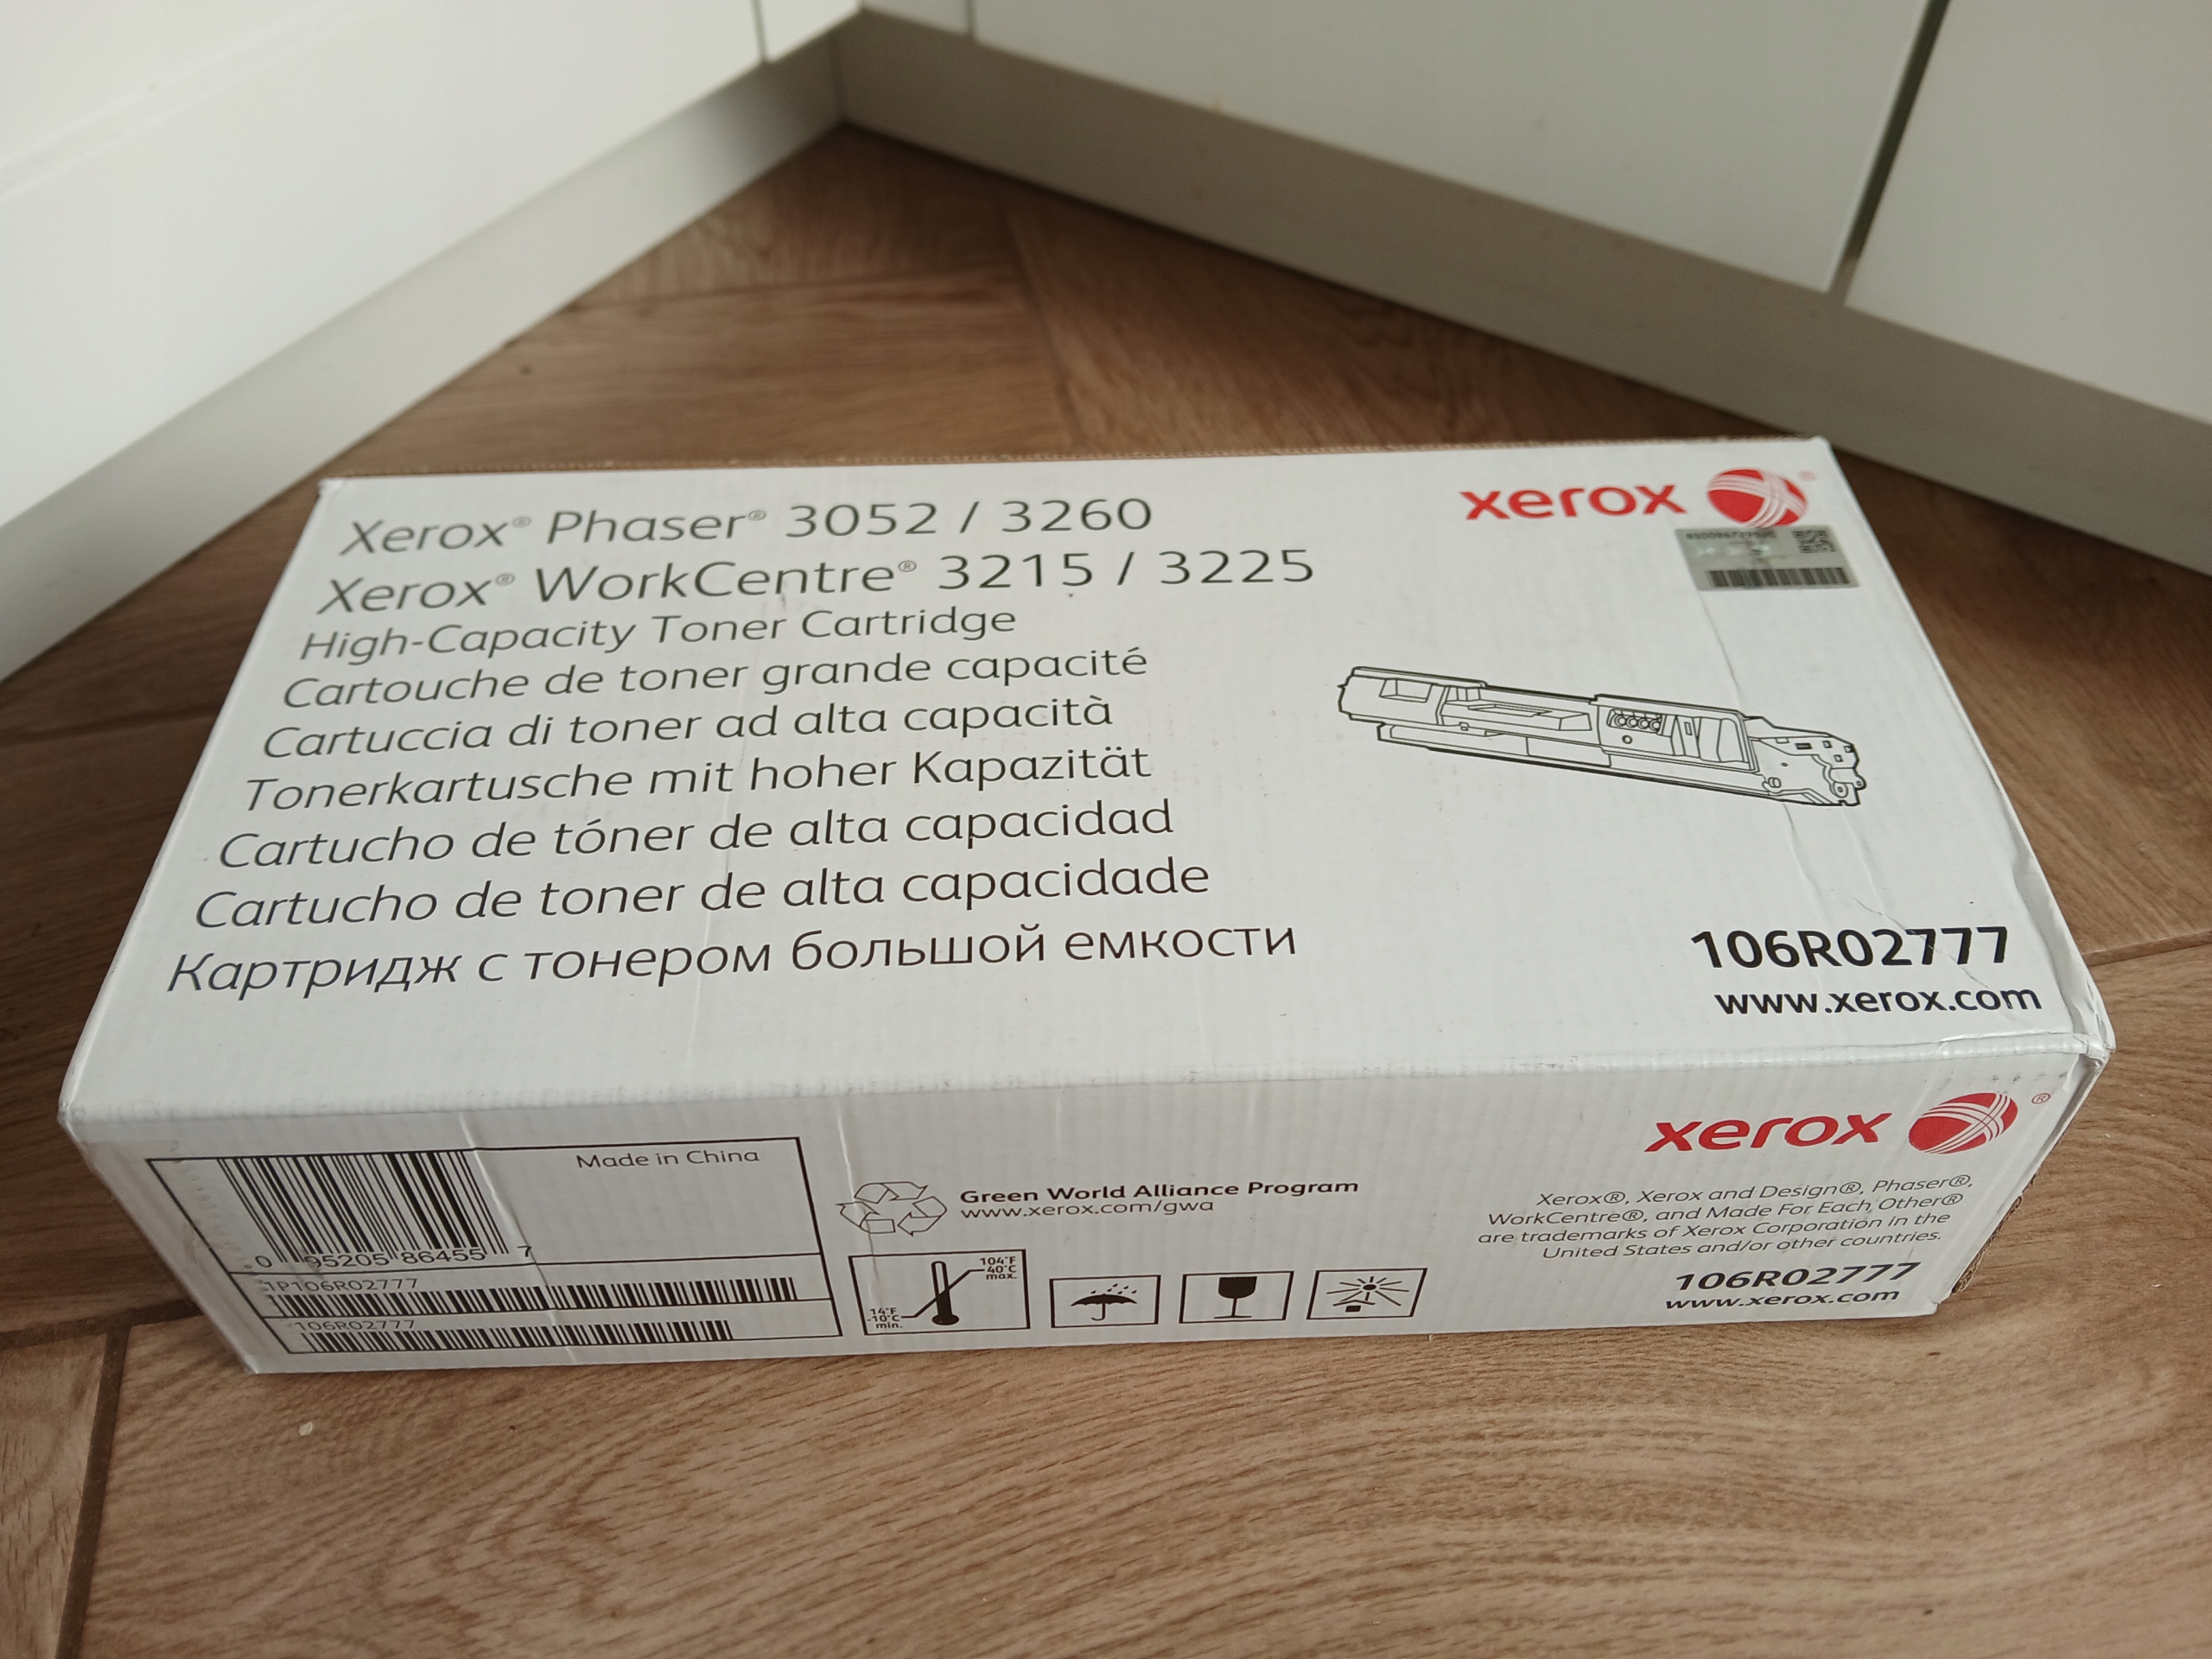 Xerox® Phaser® 3052 / 3260
Xerox® WorkCentre® 3215 / 3225
High-Capacity Toner Cartridge
Cartouche de toner grande capacité
Cartuccia di toner ad alta capacità
Tonerkartusche mit hoher Kapazität
Cartucho de tóner de alta capacidad
Cartucho de toner de alta capacidade
Картридж с тонером большой емкости
xerox ®
106R02777
www.xerox.com
Made in China
0 95205 86455 7
1P106R02777
106R02777
Green World Alliance Program
www.xerox.com/gwa
104°F
40°C
max.
14°F
-10°C
min.
xerox ®
Xerox®, Xerox and Design®, Phaser®,
WorkCentre®, and Made For Each Other®
are trademarks of Xerox Corporation in the
United States and/or other countries.
106R02777
www.xerox.com